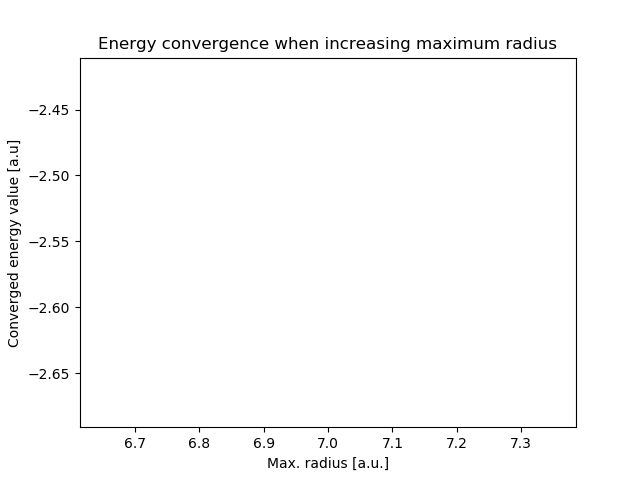 Energy convergence when increasing maximum radius
−2.45
−2.50
−2.55
−2.60
−2.65
Converged energy value [a.u]
6.7 6.8 6.9 7.0 7.1 7.2 7.3
Max. radius [a.u.]